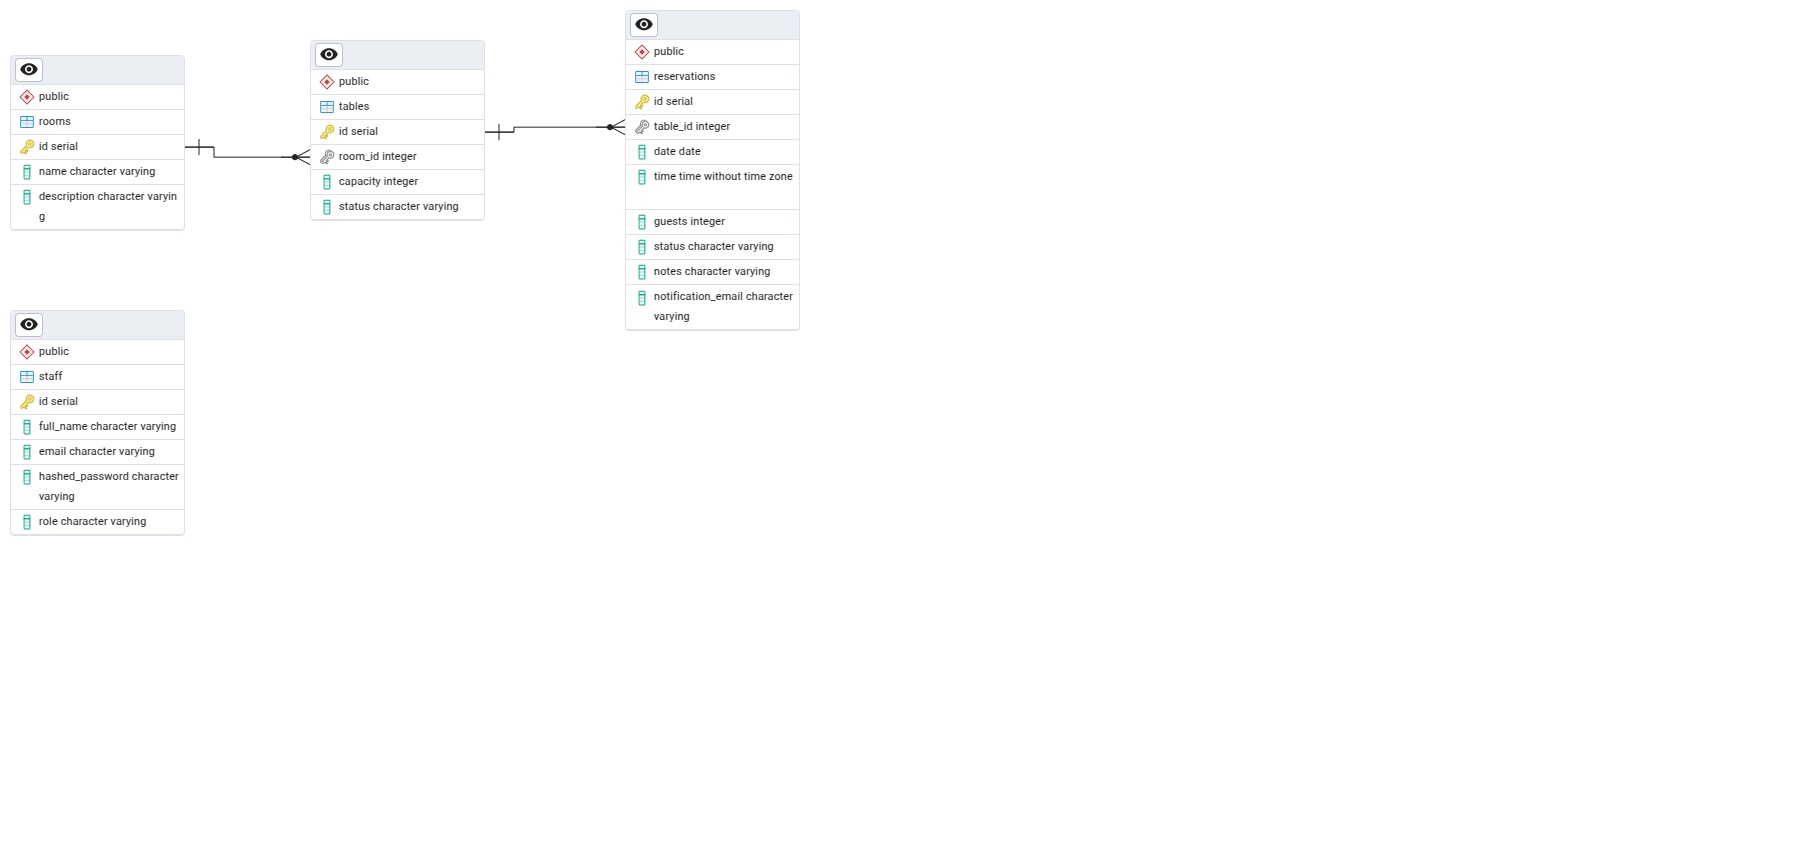 public
rooms
id serial
name character varying
description character varyin
g
public
tables
id serial
room_id integer
capacity integer
status character varying
public
reservations
id serial
table_id integer
date date
time time without time zone
guests integer
status character varying
notes character varying
notification_email character
varying
public
staff
id serial
full_name character varying
email character varying
hashed_password character
varying
role character varying